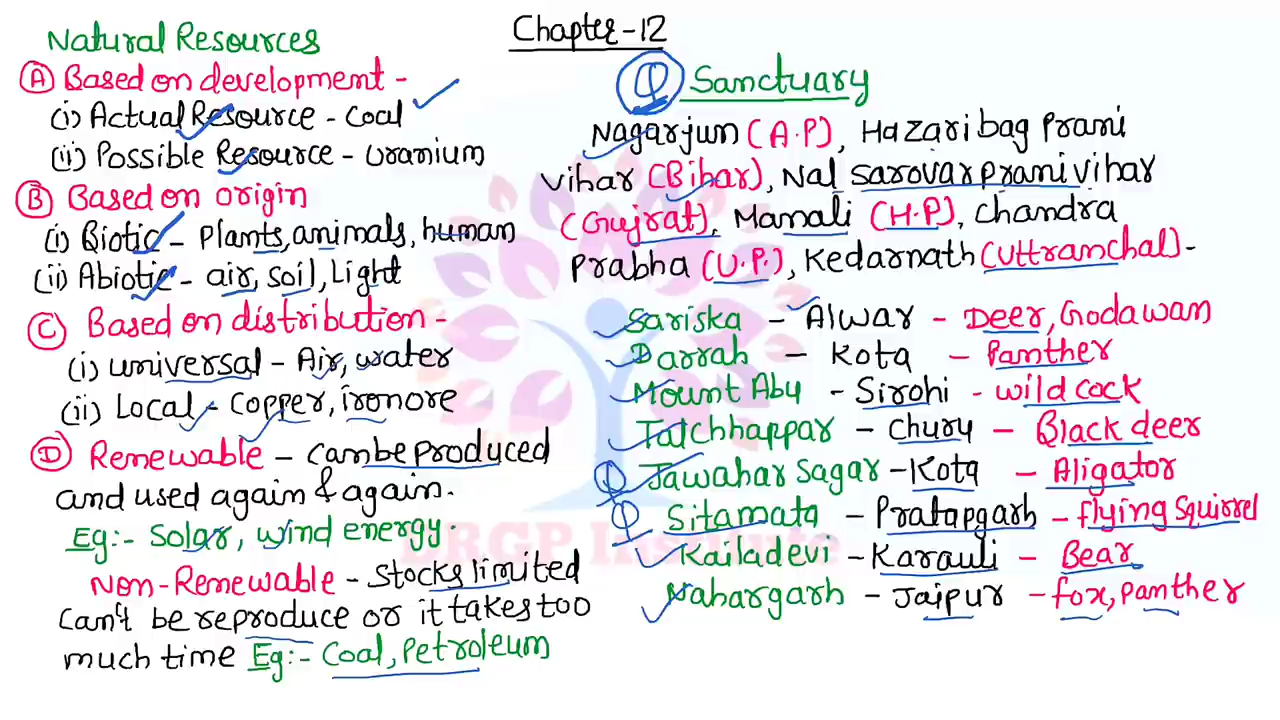 Chapter-12
Natural Resources
(A) Based on development -
(i) Actual Resource - Coal
(ii) Possible Resource - Uranium
(B) Based on origin
(i) Biotic - Plants, animals, human
(ii) Abiotic - air, soil, Light
(C) Based on distribution -
(i) universal - Air, water
(ii) Local - Copper, ironore
(D) Renewable - can be produced
and used again & again.
Eg:- Solar, wind energy.
Non-Renewable - Stocks limited
Can't be reproduce or it takes too
much time Eg:- Coal, Petroleum
Sanctuary
Nagarjun (A.P), Hazaribag Prani
Vihar (Bihar), Nal sarovar prani vihar
(Gujrat), Manali (H.P), Chandra
Prabha (U.P.), Kedarnath (Uttranchal) -
Sariska - Alwar - Deer, Godawan
Darrah - Kota - Panther
Mount Abu - Sirohi - wild cock
Talchhappar - Churu - Black deer
Jawahar Sagar - Kota - Aligator
Sitamata - Pratapgarh - flying Squirrel
Kailadevi - Karauli - Bear
Nahargarh - Jaipur - fox, Panther
DRGP Institute